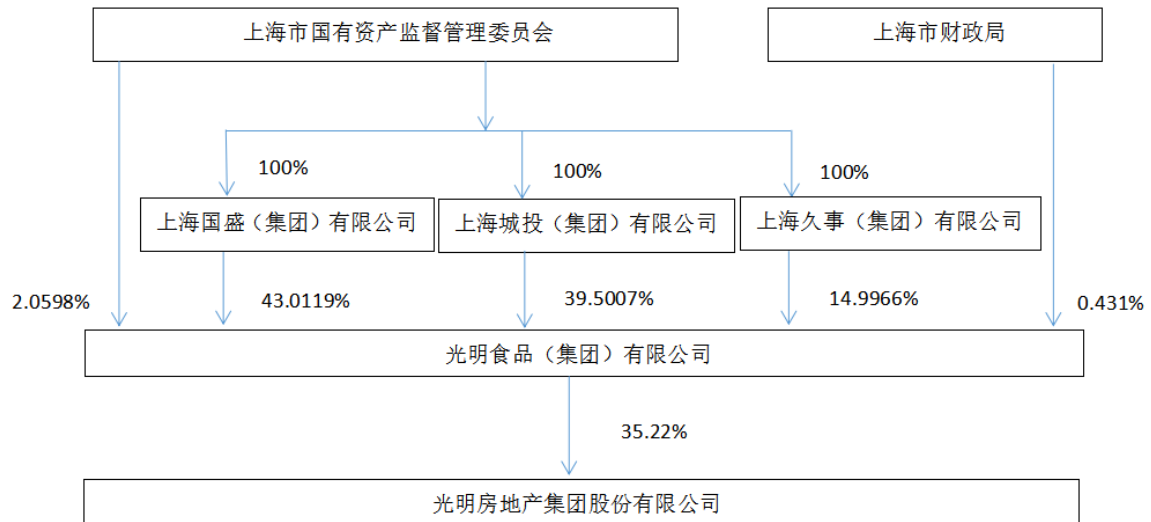 上海市国有资产监督管理委员会
上海市财政局
100%
100%
100%
上海国盛（集团）有限公司
上海城投（集团）有限公司
上海久事（集团）有限公司
2.0598%
43.0119%
39.5007%
14.9966%
0.431%
光明食品（集团）有限公司
35.22%
光明房地产集团股份有限公司